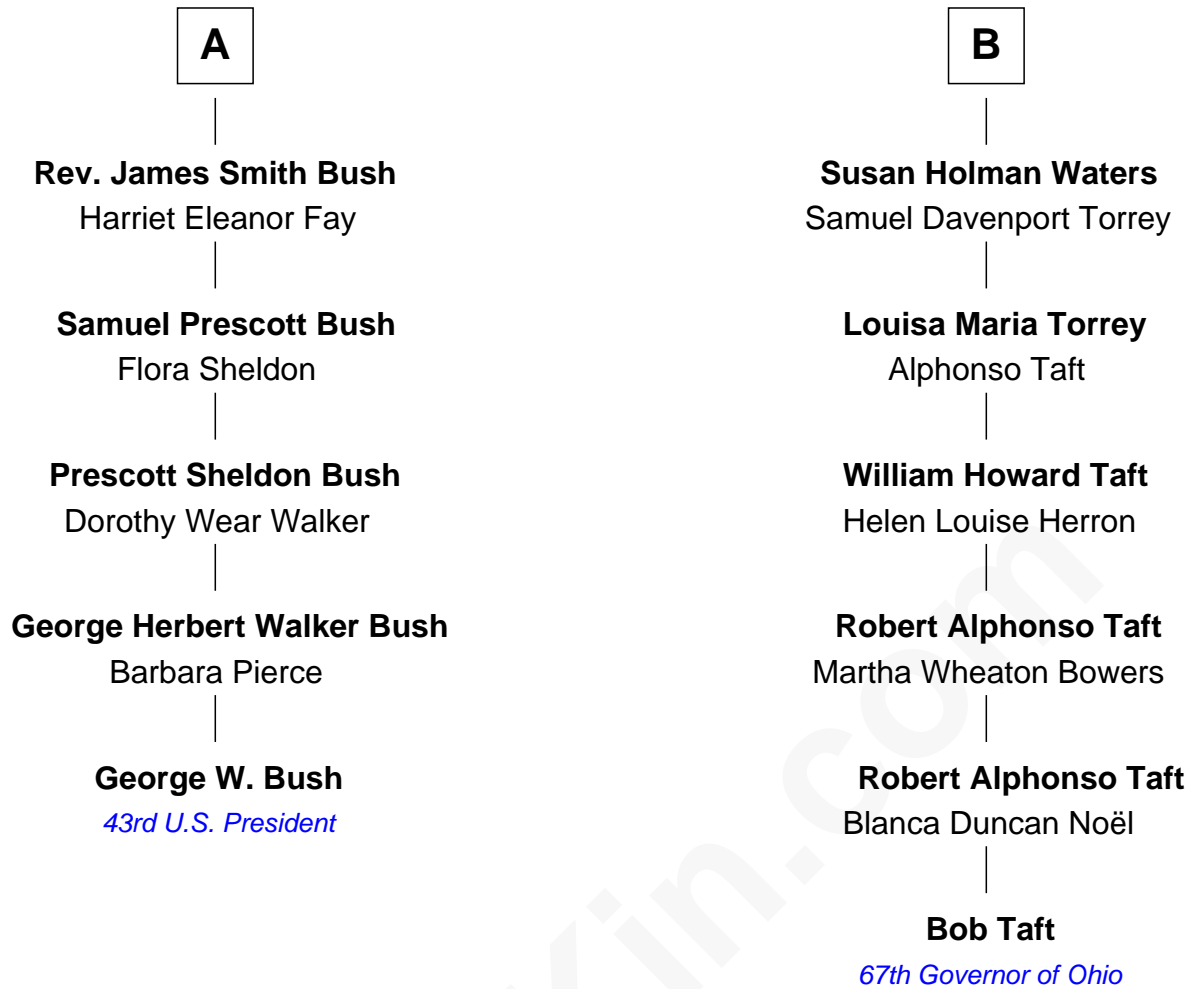 A
Rev. James Smith Bush
Harriet Eleanor Fay
Samuel Prescott Bush
Flora Sheldon
Prescott Sheldon Bush
Dorothy Wear Walker
George Herbert Walker Bush
Barbara Pierce
George W. Bush
43rd U.S. President
B
Susan Holman Waters
Samuel Davenport Torrey
Louisa Maria Torrey
Alphonso Taft
William Howard Taft
Helen Louise Herron
Robert Alphonso Taft
Martha Wheaton Bowers
Robert Alphonso Taft
Blanca Duncan Noël
Bob Taft
67th Governor of Ohio
Kin.com